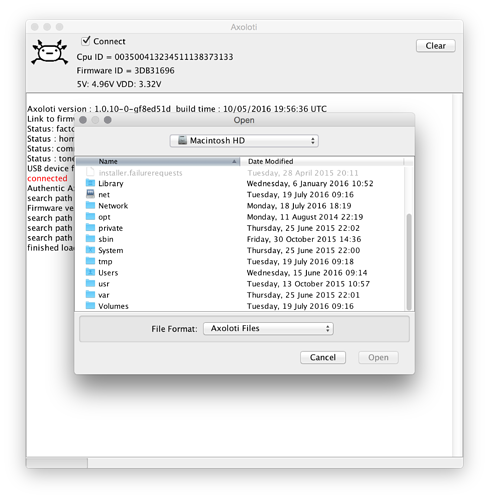 Axoloti
Connect
Clear
Cpu ID = 003500413234511138373133
Firmware ID = 3DB31696
5V: 4.96V VDD: 3.32V
Axoloti version : 1.0.10-0-gf8ed51d build time : 10/05/2016 19:56:36 UTC
Link to firmw
Status: facto
Status : hom
Status: comm
Status : tone
USB device f
connected
Authentic A
search path
Firmware ve
search path
search path
search path
finished loa
Open
Macintosh HD
Name Date Modified
installer.failurerequests Tuesday, 28 April 2015 20:11
Library Wednesday, 6 January 2016 10:52
net Tuesday, 19 July 2016 09:16
Network Monday, 18 July 2016 18:19
opt Monday, 11 August 2014 22:19
private Thursday, 25 June 2015 22:02
sbin Friday, 30 October 2015 14:36
System Thursday, 25 June 2015 22:00
tmp Tuesday, 19 July 2016 09:18
Users Wednesday, 15 June 2016 09:14
usr Tuesday, 13 October 2015 10:57
var Thursday, 25 June 2015 22:01
Volumes Tuesday, 19 July 2016 09:16
File Format: Axoloti Files
Cancel Open